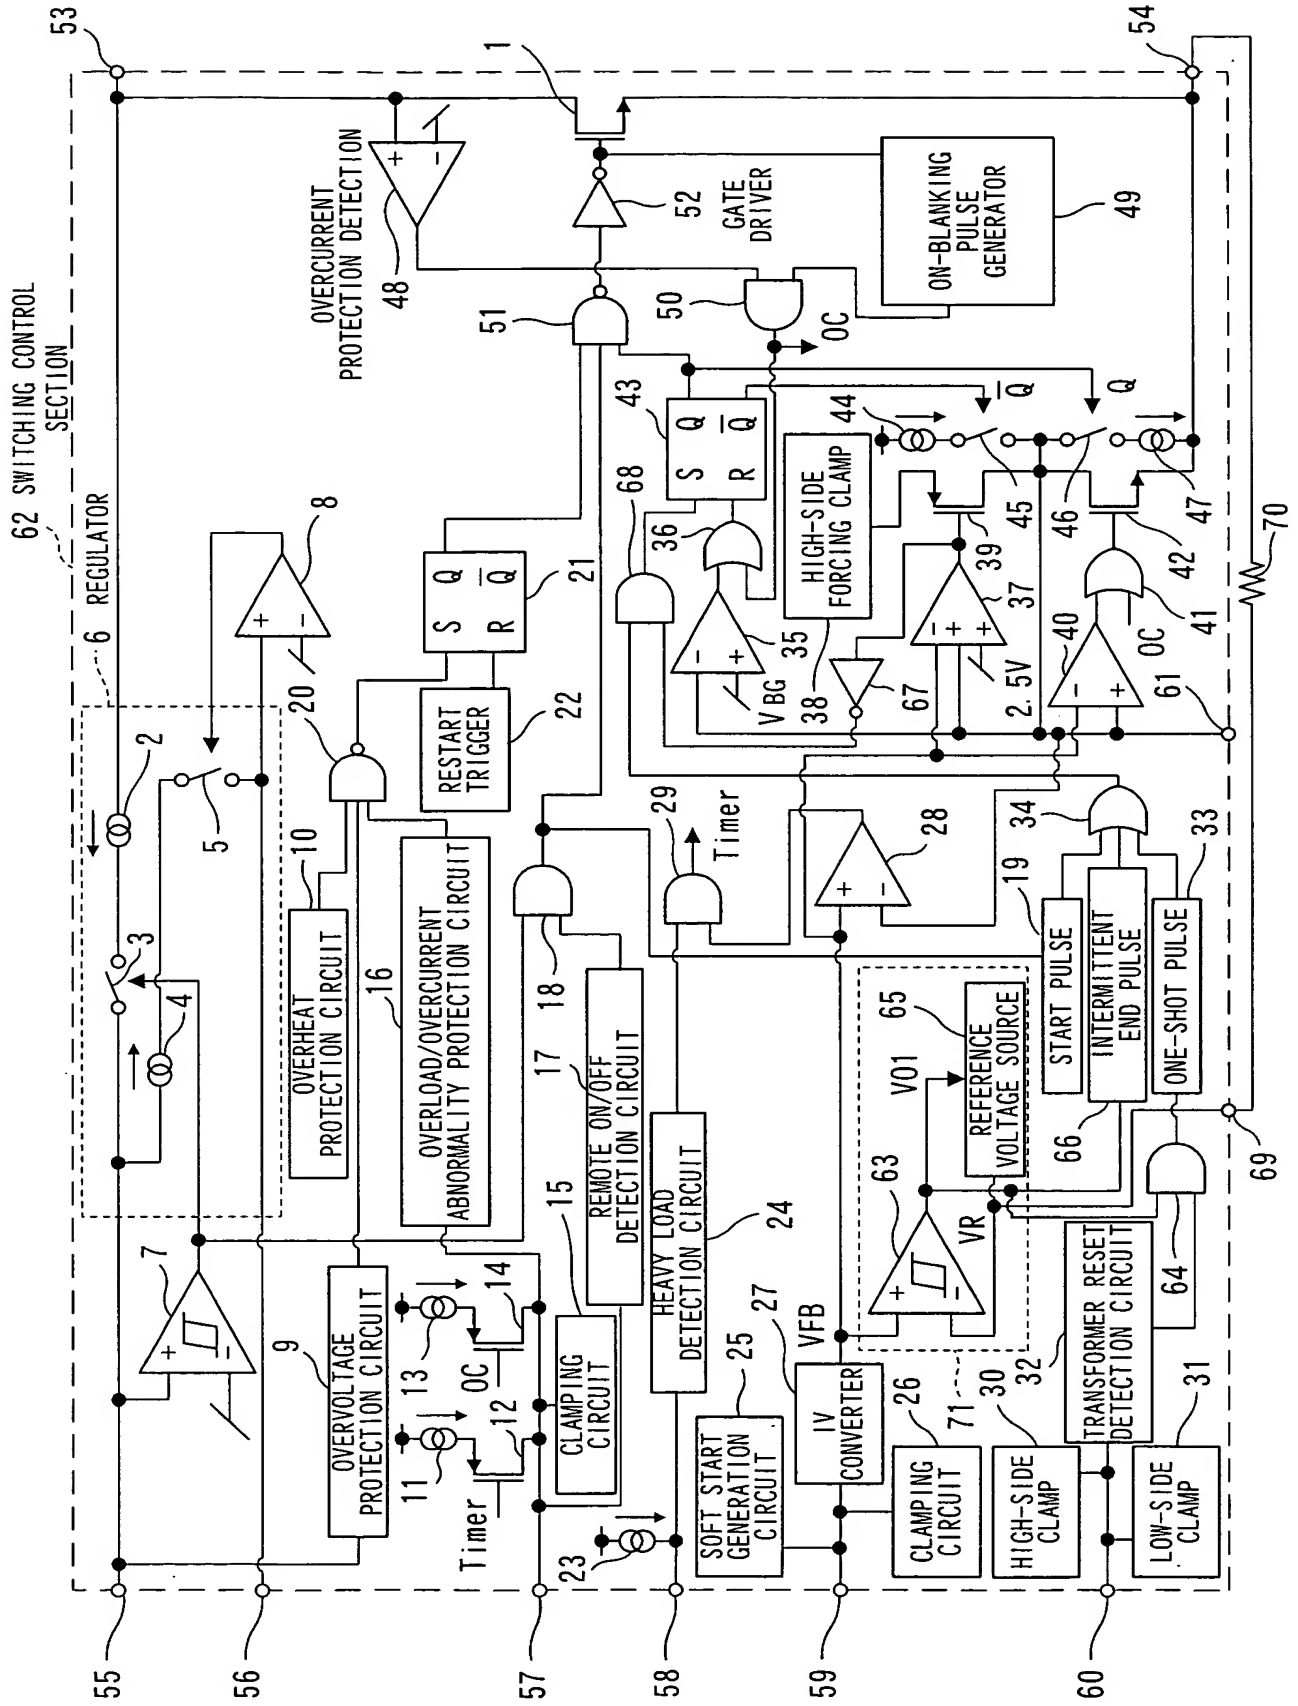 62 SWITCHING CONTROL
SECTION
53
6 REGULATOR
2
3
4
5
7
8
1
OVERCURRENT
PROTECTION DETECTION
48
55
56
9
OVERVOLTAGE
PROTECTION CIRCUIT
10
OVERHEAT
PROTECTION CIRCUIT
20
+
-
S Q
R Q
21
RESTART
TRIGGER
22
51
52
GATE
DRIVER
11
13
Timer
OC
12
14
16
OVERLOAD/OVERCURRENT
ABNORMALITY PROTECTION CIRCUIT
15
CLAMPING
CIRCUIT
17
REMOTE ON/OFF
DETECTION CIRCUIT
18
57
23
58
HEAVY LOAD
DETECTION CIRCUIT
24
29
Timer
68
43
S Q
R Q
36
50
OC
49
ON-BLANKING
PULSE
GENERATOR
25
SOFT START
GENERATION
CIRCUIT
59
27
IV
CONVERTER
VFB
26
CLAMPING
CIRCUIT
28
35
VBG
38
HIGH-SIDE
FORCING CLAMP
67
44
Q
Q
45
46
47
39
37
2. 5V
40
41
42
OC
61
63
VO1
65
REFERENCE
VOLTAGE SOURCE
VR
71
19
START PULSE
INTERMITTENT
END PULSE
66
ONE-SHOT PULSE
33
34
30
HIGH-SIDE
CLAMP
32
TRANSFORMER RESET
DETECTION CIRCUIT
31
LOW-SIDE
CLAMP
64
60
69
70
54